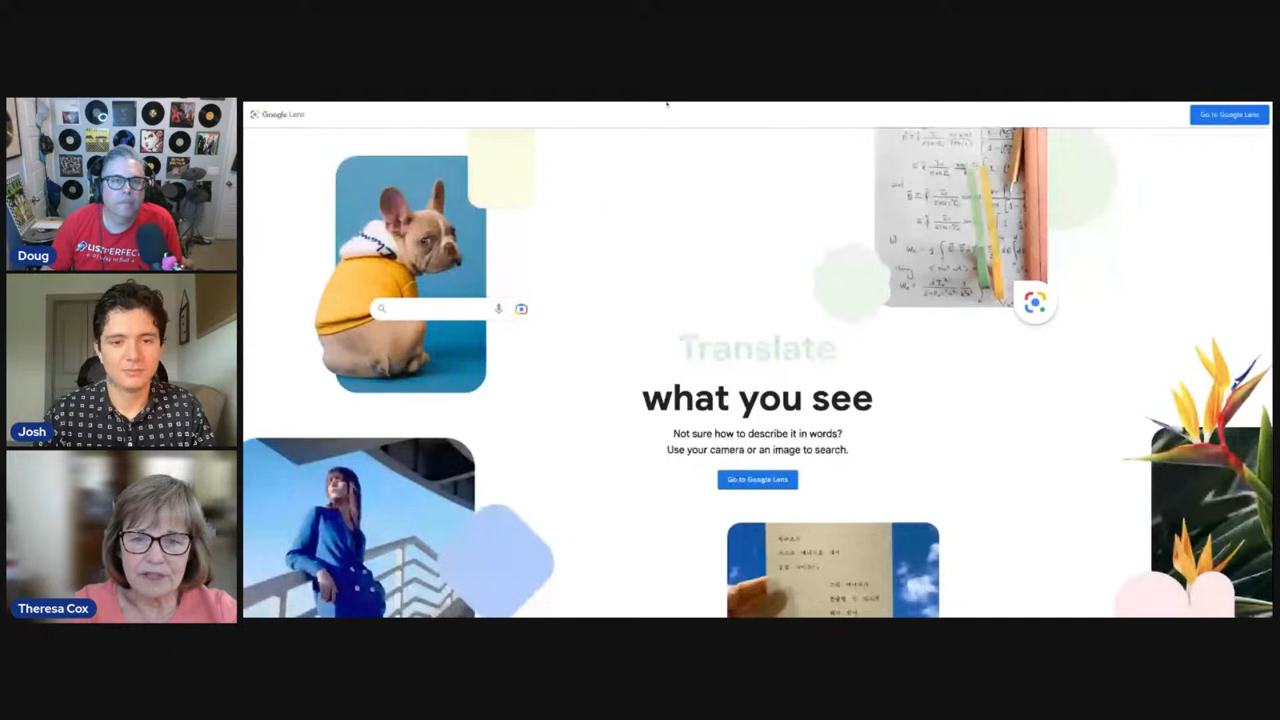 Doug
Josh
Theresa Cox
Google Lens
Go to Google Lens
Translate
what you see
Not sure how to describe it in words?
Use your camera or an image to search.
Go to Google Lens